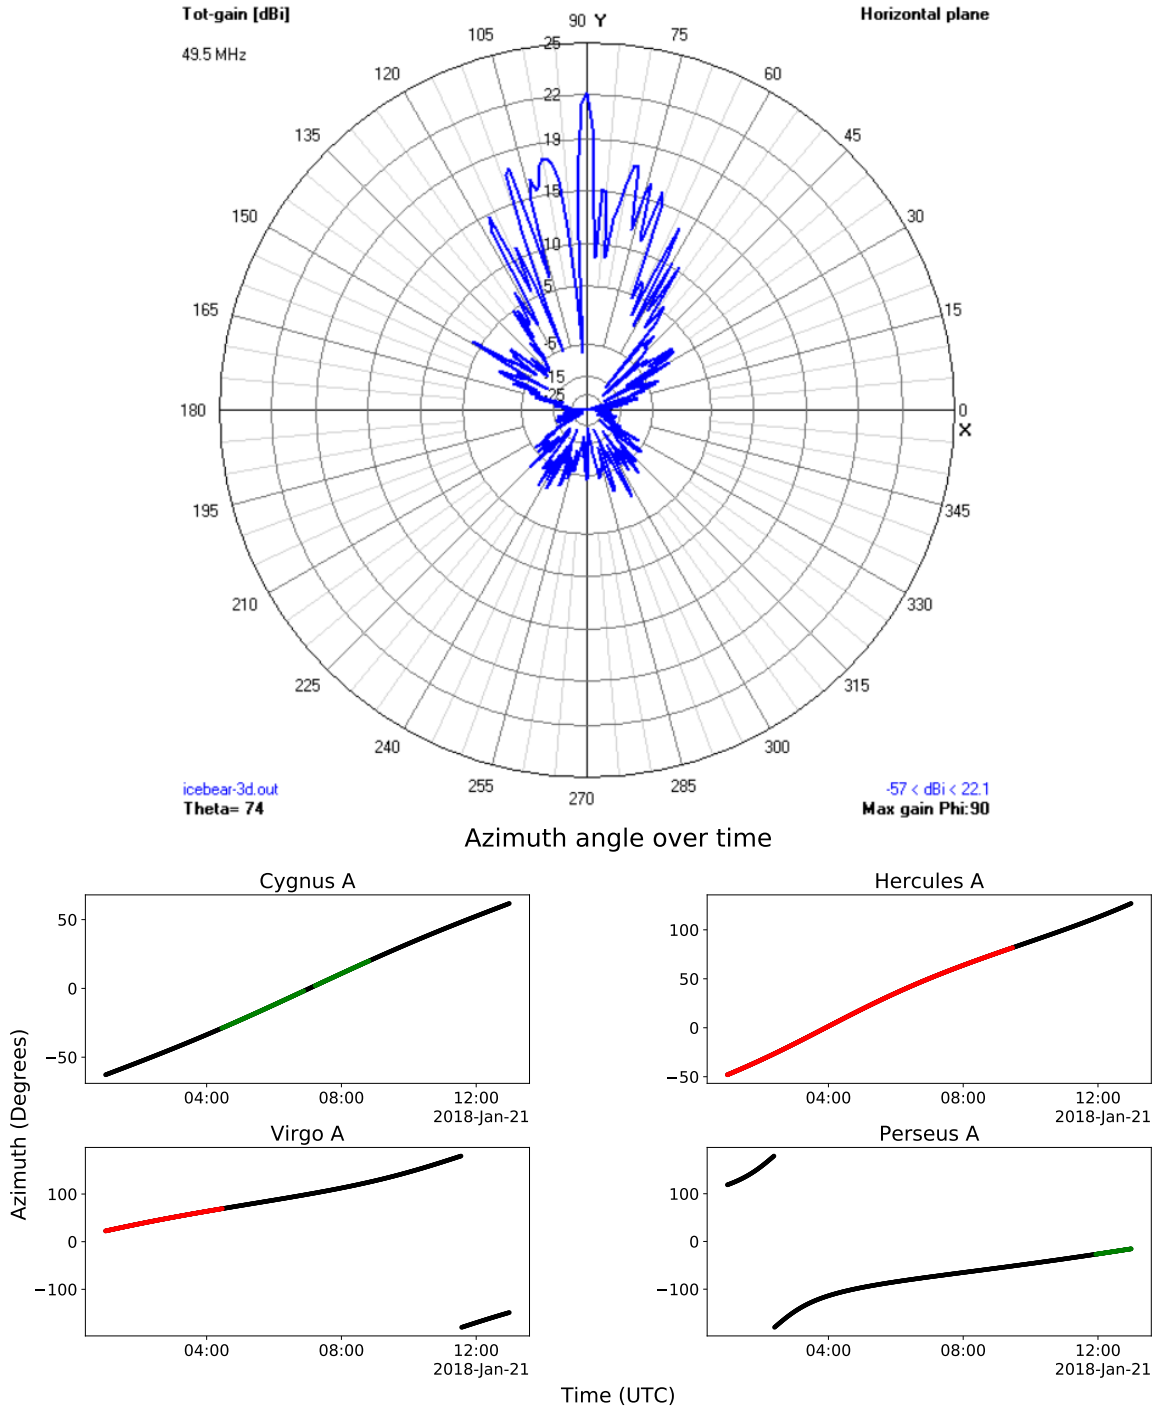 Tot-gain [dBi]
Horizontal plane
49.5 MHz
90 Y
105
75
120
60
135
45
150
30
165
15
180
0
X
195
345
210
330
225
315
240
300
255
285
270
25
22
19
15
10
5
-5
-15
-25
icebear-3d.out
-57 < dBi < 22.1
Theta= 74
Max gain Phi:90
Azimuth angle over time
Cygnus A
50
0
−50
04:00
08:00
12:00
2018-Jan-21
Hercules A
100
50
0
−50
04:00
08:00
12:00
2018-Jan-21
Virgo A
100
0
−100
04:00
08:00
12:00
2018-Jan-21
Perseus A
100
0
−100
04:00
08:00
12:00
2018-Jan-21
Azimuth (Degrees)
Time (UTC)